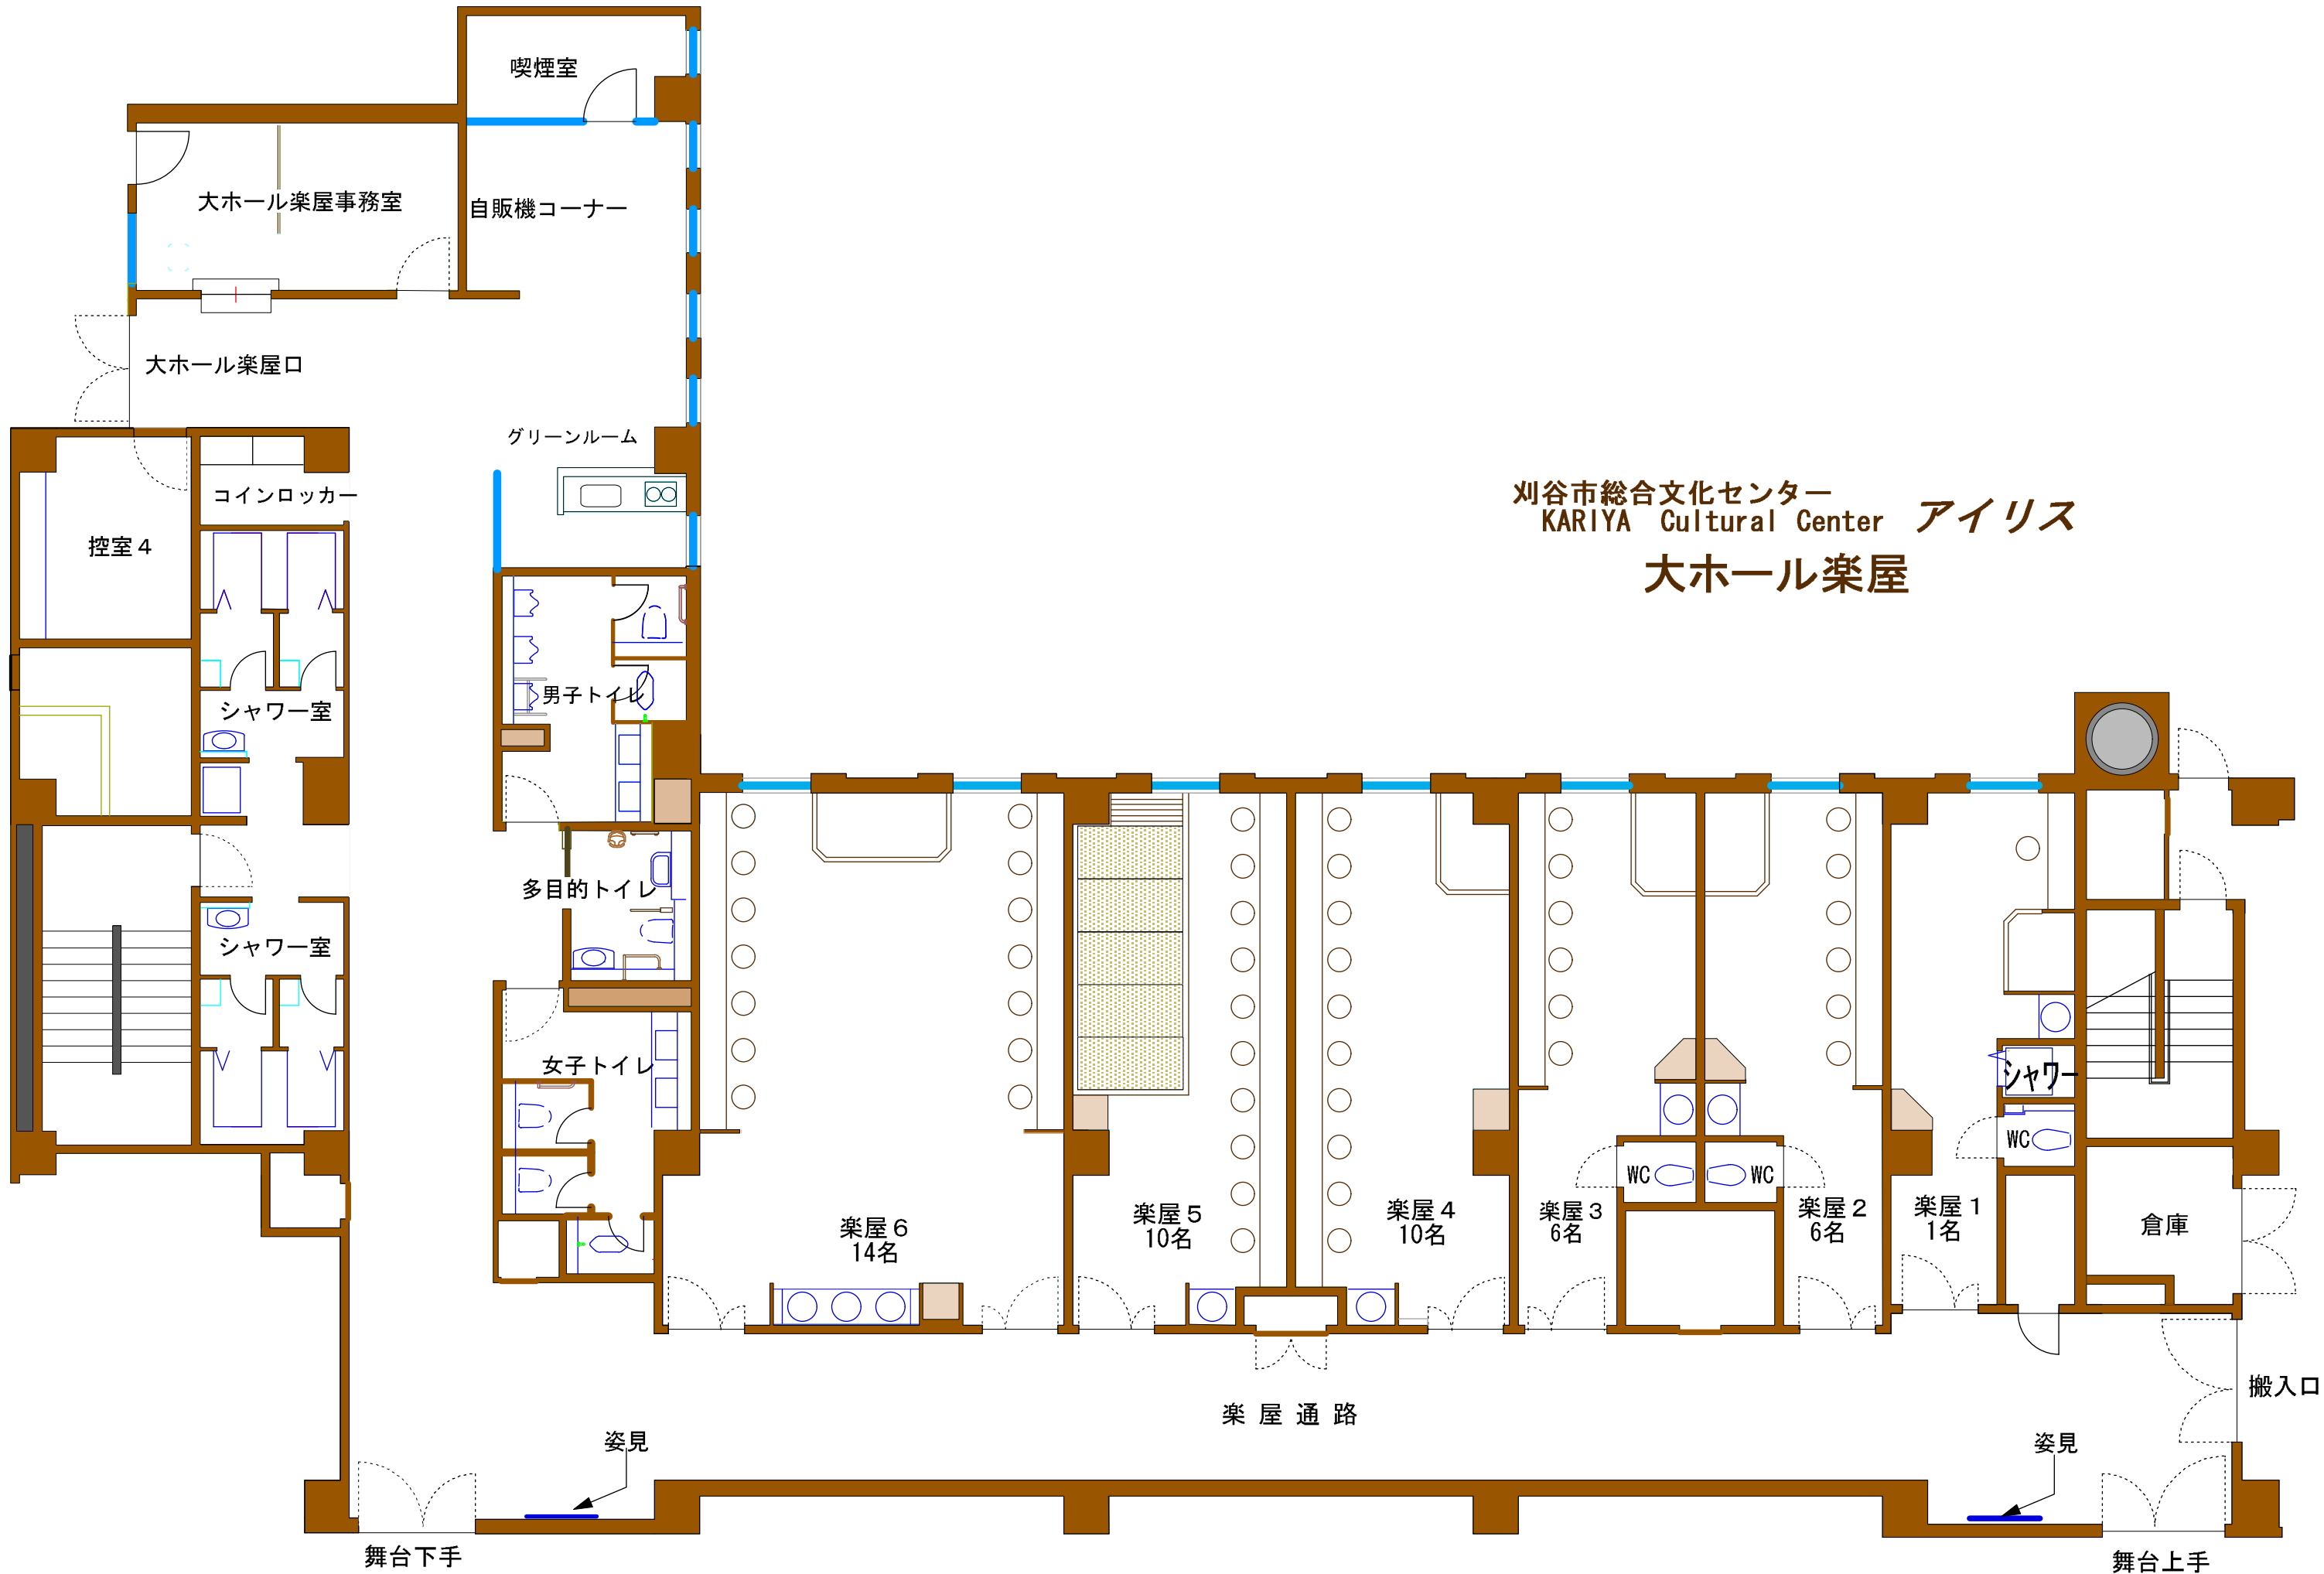 喫煙室
大ホール楽屋事務室
自販機コーナー
大ホール楽屋口
グリーンルーム
コインロッカー
控室4
刈谷市総合文化センター
KARIYA Cultural Center アイリス
大ホール楽屋
男子トイレ
シャワー室
多目的トイレ
シャワー室
女子トイレ
シャワー
WC
WC
WC
楽屋6
14名
楽屋5
10名
楽屋4
10名
楽屋3
6名
楽屋2
6名
楽屋1
1名
倉庫
搬入口
楽屋通路
姿見
姿見
舞台下手
舞台上手